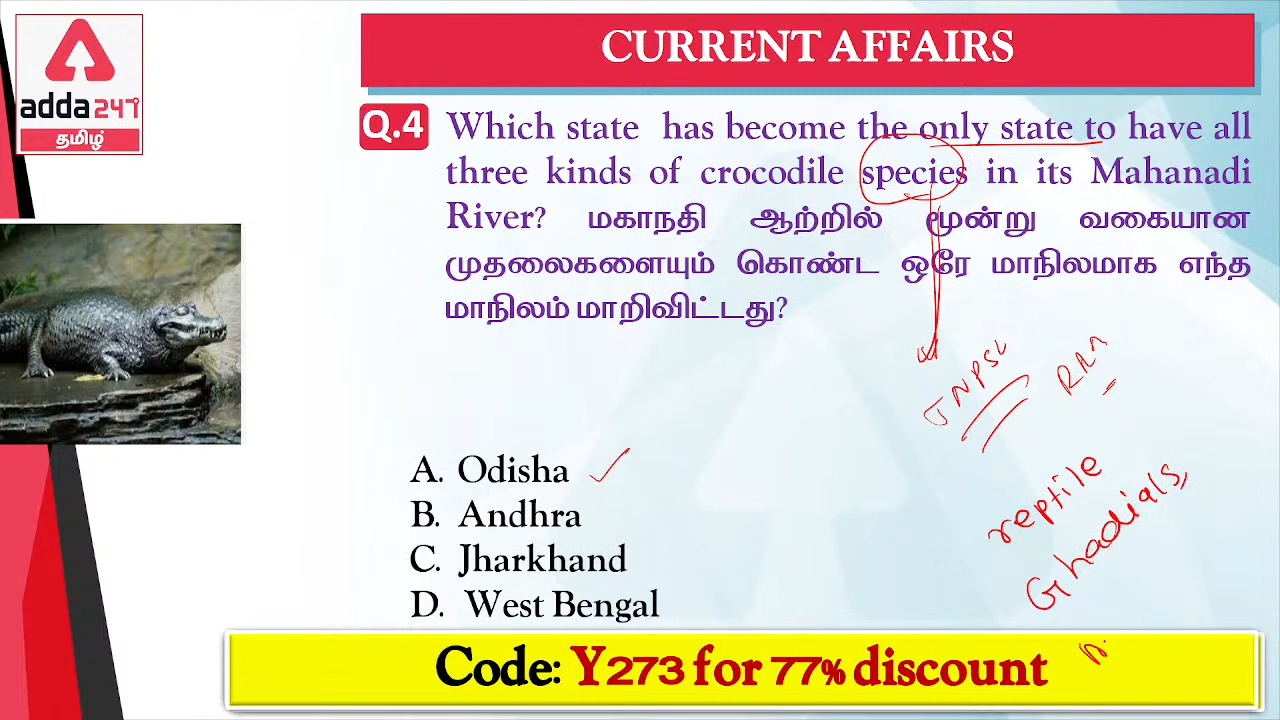 adda247
தமிழ்
CURRENT AFFAIRS
Q.4 Which state has become the only state to have all
three kinds of crocodile species in its Mahanadi
River? மகாநதி ஆற்றில் மூன்று வகையான
முதலைகளையும் கொண்ட ஒரே மாநிலமாக எந்த
மாநிலம் மாறிவிட்டது?
TNPSC
A. Odisha
B. Andhra
C. Jharkhand
D. West Bengal
reptile
Ghadials
Code: Y273 for 77% discount